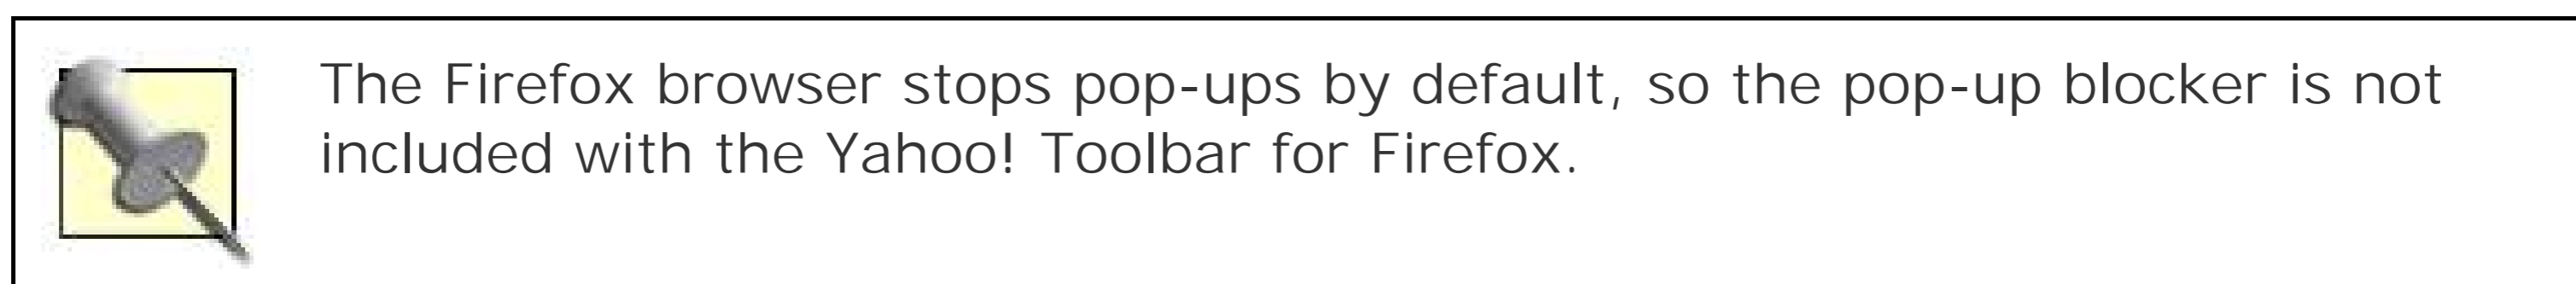 The Firefox browser stops pop-ups by default, so the pop-up blocker is not
included with the Yahoo! Toolbar for Firefox.